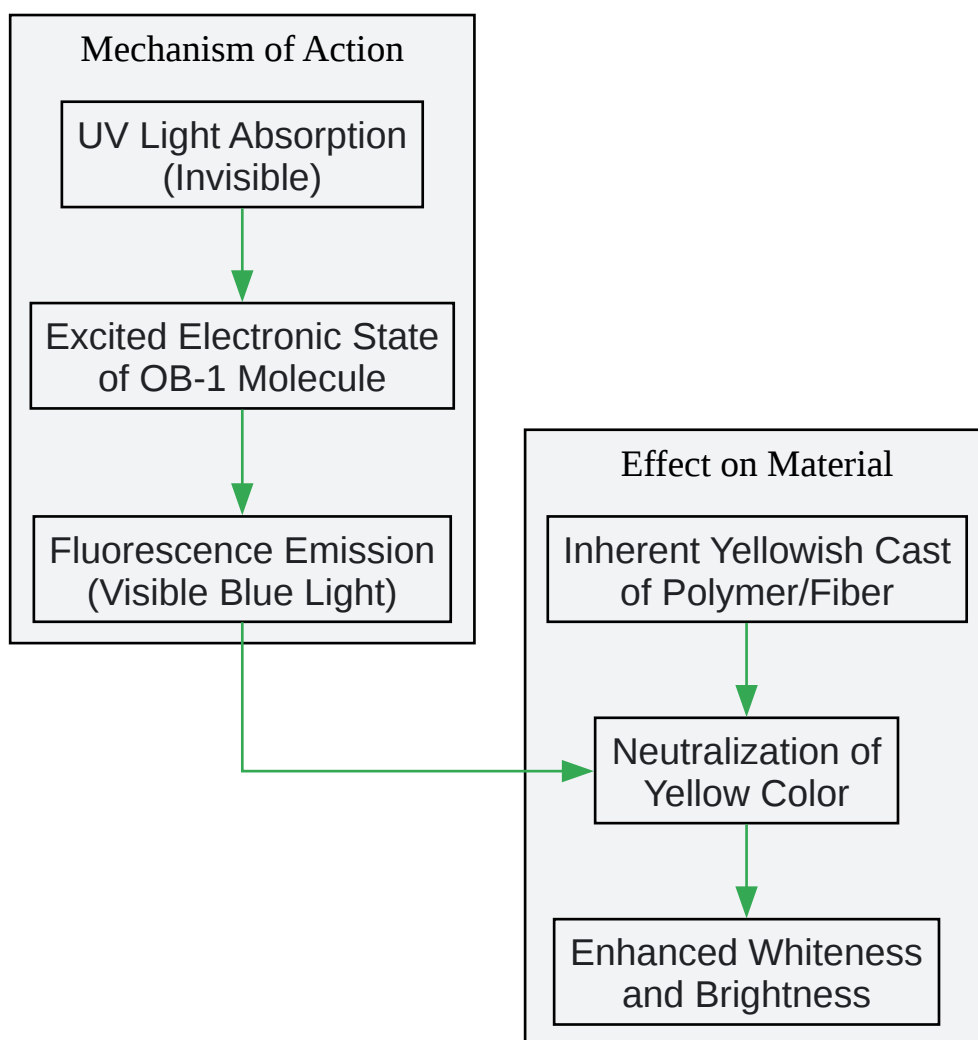 Mechanism of Action
UV Light Absorption
(Invisible)
Excited Electronic State
of OB-1 Molecule
Fluorescence Emission
(Visible Blue Light)
Effect on Material
Inherent Yellowish Cast
of Polymer/Fiber
Neutralization of
Yellow Color
Enhanced Whiteness
and Brightness